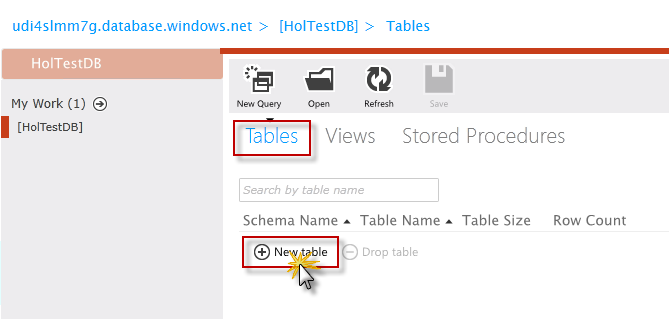 udi4slmm7g.database.windows.net > [HolTestDB] > Tables
HolTestDB
My Work (1)
[HolTestDB]
New Query Open Refresh Save
Tables Views Stored Procedures
Search by table name
Schema Name Table Name Table Size Row Count
New table Drop table